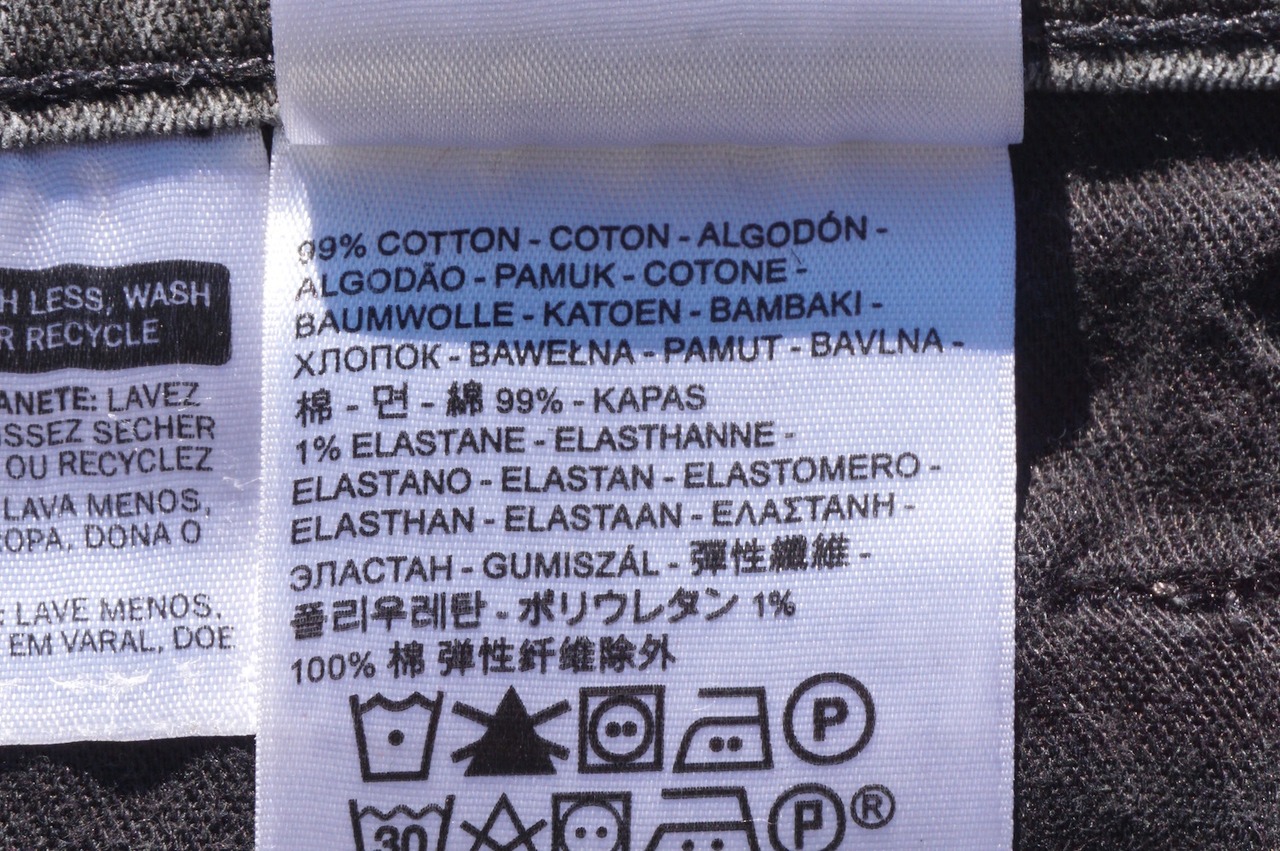 H LESS, WASH
R RECYCLE
ANETE: LAVEZ
ISSEZ SECHER
OU RECYCLEZ
LAVA MENOS,
ROPA, DONA O
: LAVE MENOS,
EM VARAL, DOE
99% COTTON - COTON - ALGODÓN -
ALGODÃO - PAMUK - COTONE -
BAUMWOLLE - KATOEN - BAMBAKI -
ХЛОПОК - BAWEŁNA - PAMUT - BAVLNA -
棉 - 면 - 綿 99% - KAPAS
1% ELASTANE - ELASTHANNE -
ELASTANO - ELASTAN - ELASTOMERO -
ELASTHAN - ELASTAAN - ΕΛΑΣΤΑΝΗ -
ЭЛАСТАН - GUMISZÁL - 彈性纖維 -
폴리우레탄 - ポリウレタン 1%
100% 棉 弹性纤维除外
P
30 P ®